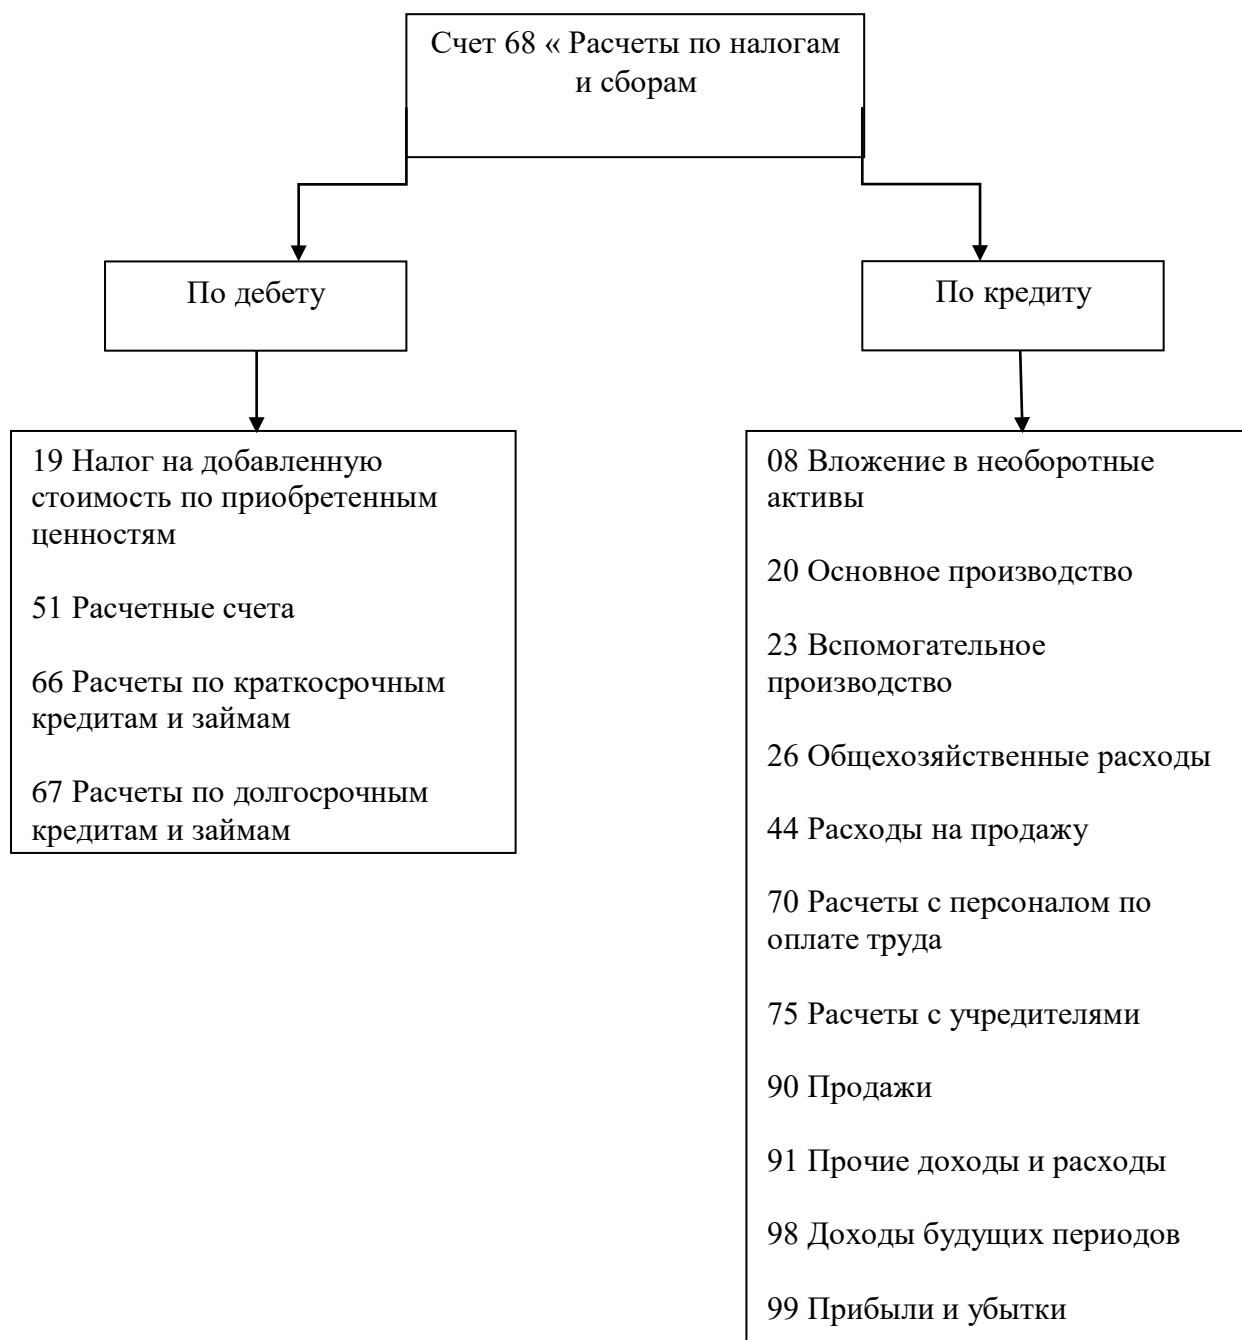 Счет 68 « Расчеты по налогам
и сборам
По дебету
По кредиту
19 Налог на добавленную
стоимость по приобретенным
ценностям
51 Расчетные счета
66 Расчеты по краткосрочным
кредитам и займам
67 Расчеты по долгосрочным
кредитам и займам
08 Вложение в необоротные
активы
20 Основное производство
23 Вспомогательное
производство
26 Общехозяйственные расходы
44 Расходы на продажу
70 Расчеты с персоналом по
оплате труда
75 Расчеты с учредителями
90 Продажи
91 Прочие доходы и расходы
98 Доходы будущих периодов
99 Прибыли и убытки